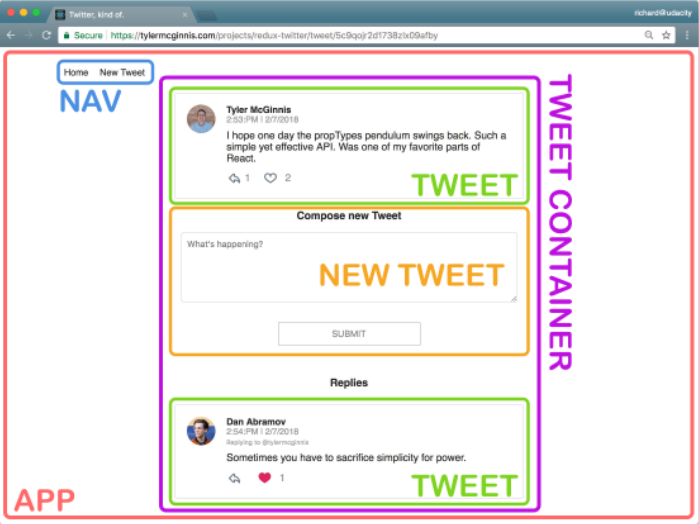 Twitter, kind of.
richard@udacity
Secure | https://tylermcginnis.com/projects/redux-twitter/tweet/5c9qojr2d1738zlx09afby
Home New Tweet
NAV
Tyler McGinnis
2:53:PM | 2/7/2018
I hope one day the propTypes pendulum swings back. Such a
simple yet effective API. Was one of my favorite parts of
React.
1 2
TWEET
Compose new Tweet
What's happening?
NEW TWEET
SUBMIT
TWEET CONTAINER
Replies
Dan Abramov
2:54:PM | 2/7/2018
Replying to @tylermcginnis
Sometimes you have to sacrifice simplicity for power.
1
TWEET
APP